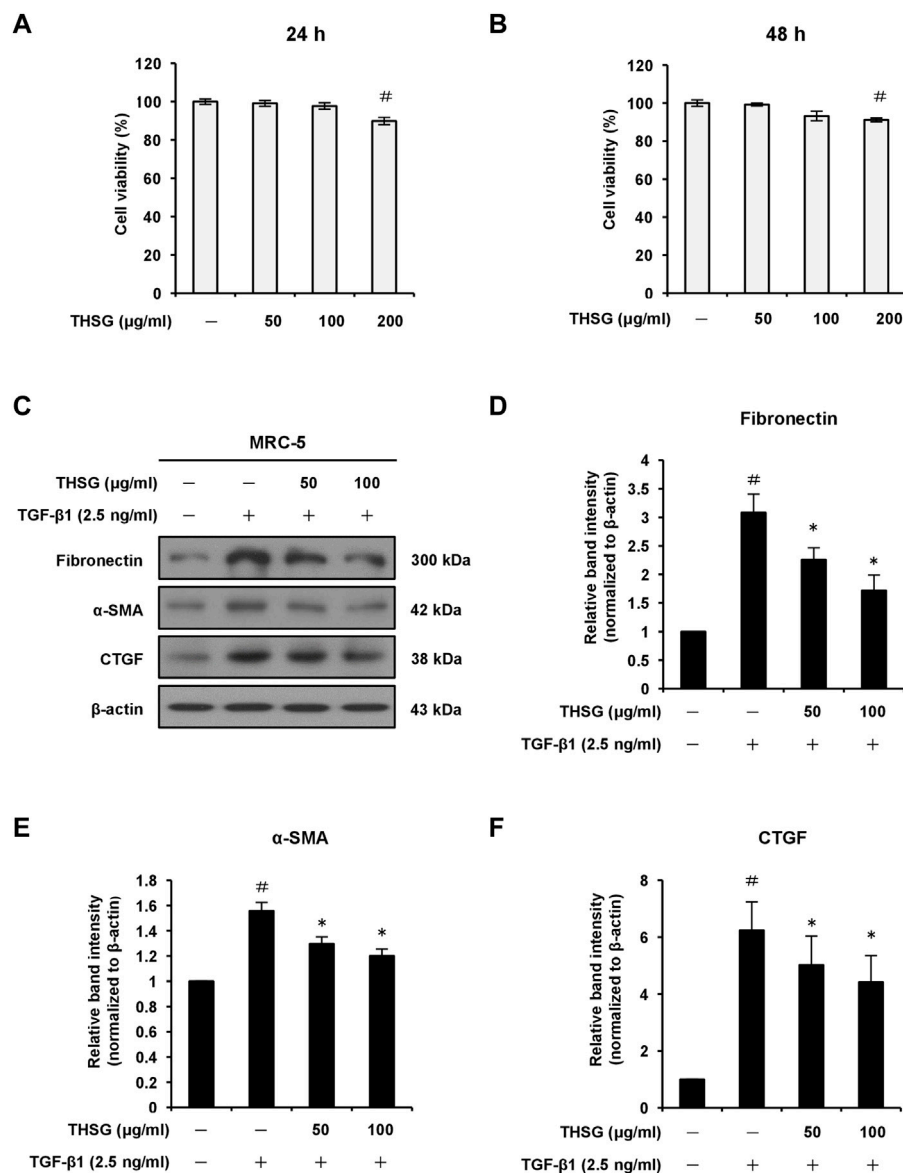 A
24 h
Cell viability (%)
120
100
80
60
40
20
0
#
THSG (μg/ml) – 50 100 200
B
48 h
Cell viability (%)
120
100
80
60
40
20
0
#
THSG (μg/ml) – 50 100 200
C
MRC-5
THSG (μg/ml) – – 50 100
TGF-β1 (2.5 ng/ml) – + + +
Fibronectin 300 kDa
α-SMA 42 kDa
CTGF 38 kDa
β-actin 43 kDa
D
Fibronectin
Relative band intensity
(normalized to β-actin)
4
3.5
3
2.5
2
1.5
1
0.5
0
# * *
THSG (μg/ml) – – 50 100
TGF-β1 (2.5 ng/ml) – + + +
E
α-SMA
Relative band intensity
(normalized to β-actin)
1.8
1.6
1.4
1.2
1
0.8
0.6
0.4
0.2
0
# * *
THSG (μg/ml) – – 50 100
TGF-β1 (2.5 ng/ml) – + + +
F
CTGF
Relative band intensity
(normalized to β-actin)
8
6
4
2
0
# * *
THSG (μg/ml) – – 50 100
TGF-β1 (2.5 ng/ml) – + + +